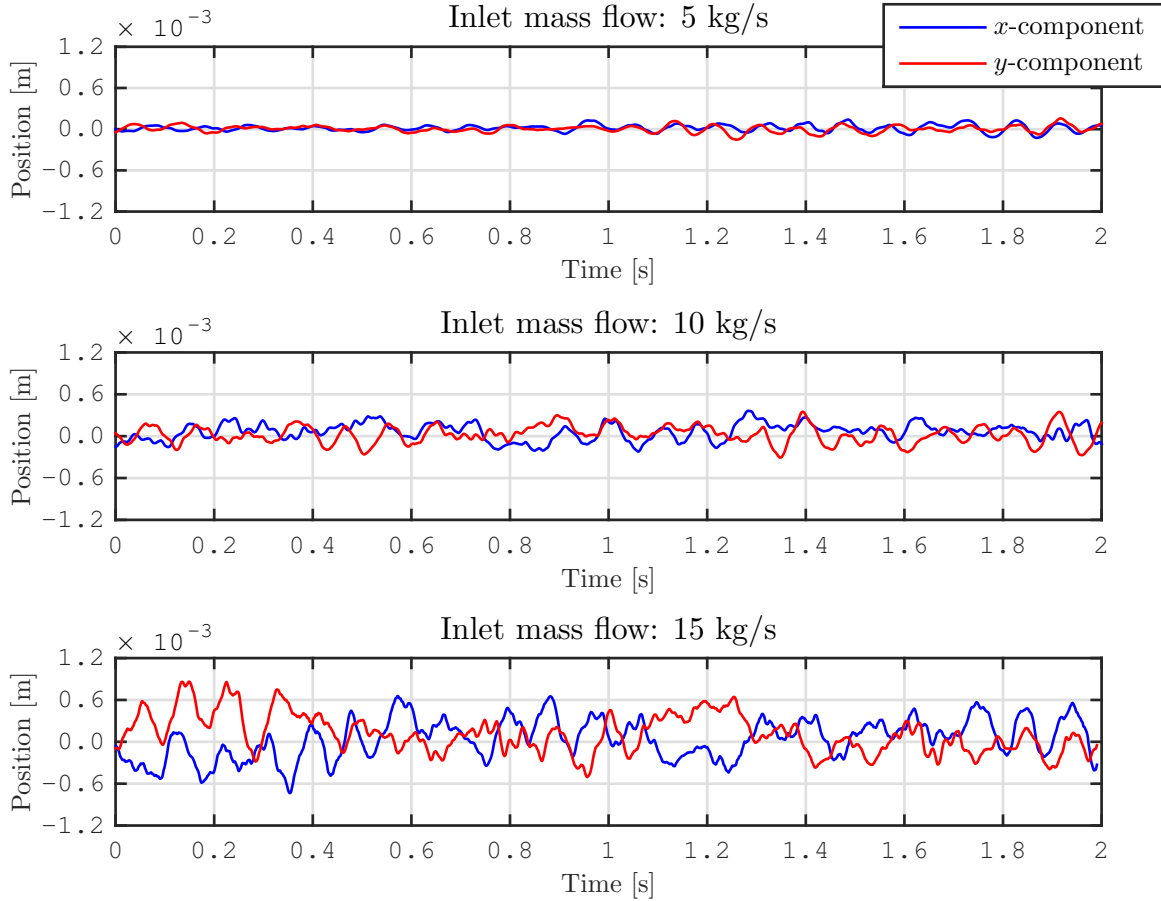 × 10⁻³ Inlet mass flow: 5 kg/s
x-component
y-component
Position [m]
1.2
0.6
0.0
−0.6
−1.2
0 0.2 0.4 0.6 0.8 1 1.2 1.4 1.6 1.8 2
Time [s]
× 10⁻³ Inlet mass flow: 10 kg/s
Position [m]
1.2
0.6
0.0
−0.6
−1.2
0 0.2 0.4 0.6 0.8 1 1.2 1.4 1.6 1.8 2
Time [s]
× 10⁻³ Inlet mass flow: 15 kg/s
Position [m]
1.2
0.6
0.0
−0.6
−1.2
0 0.2 0.4 0.6 0.8 1 1.2 1.4 1.6 1.8 2
Time [s]